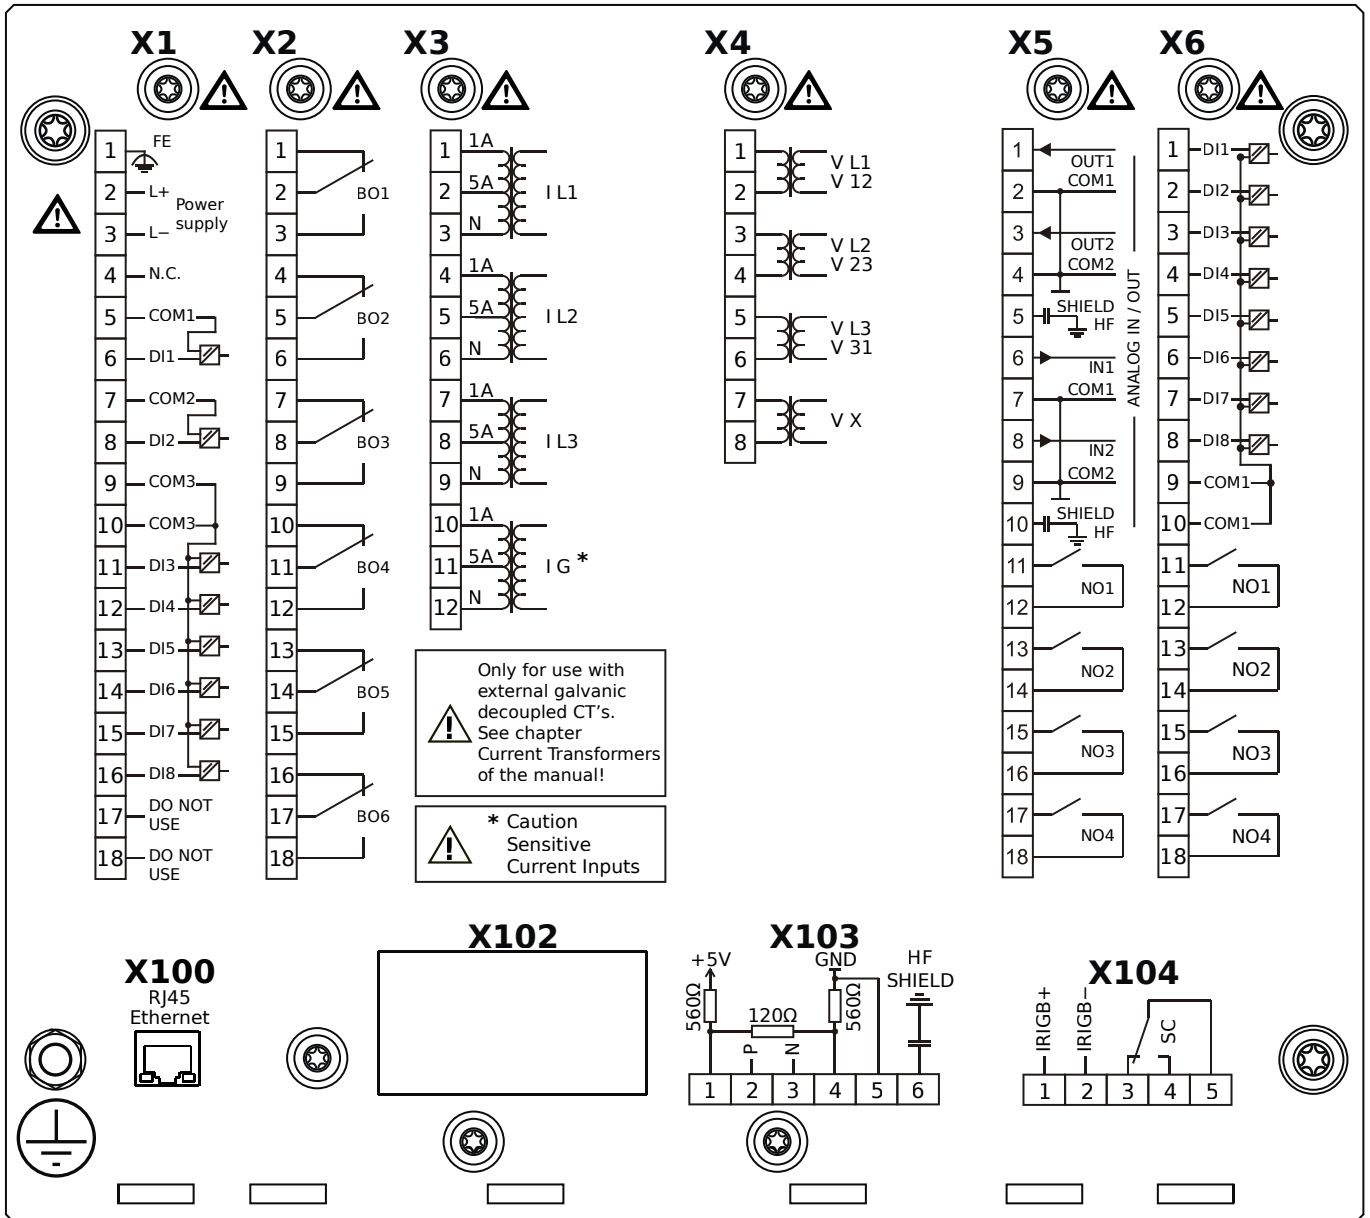 X1
X2
X3
X4
X5
X6
1
FE
2
L+
Power
supply
3
L−
4
N.C.
5
COM1
6
DI1
7
COM2
8
DI2
9
COM3
10
COM3
11
DI3
12
DI4
13
DI5
14
DI6
15
DI7
16
DI8
17
DO NOT
USE
18
DO NOT
USE
1
2
BO1
3
4
5
BO2
6
7
8
BO3
9
10
11
BO4
12
13
14
BO5
15
16
17
BO6
18
1
1A
2
5A
I L1
3
N
4
1A
5
5A
I L2
6
N
7
1A
8
5A
I L3
9
N
10
1A
11
5A
I G *
12
N
Only for use with
external galvanic
decoupled CT's.
See chapter
Current Transformers
of the manual!
* Caution
Sensitive
Current Inputs
1
V L1
2
V 12
3
V L2
4
V 23
5
V L3
6
V 31
7
V X
8
1
OUT1
2
COM1
3
OUT2
4
COM2
5
SHIELD
HF
6
IN1
7
COM1
8
IN2
9
COM2
10
SHIELD
HF
ANALOG IN / OUT
11
NO1
12
13
NO2
14
15
NO3
16
17
NO4
18
1
DI1
2
DI2
3
DI3
4
DI4
5
DI5
6
DI6
7
DI7
8
DI8
9
COM1
10
COM1
11
NO1
12
13
NO2
14
15
NO3
16
17
NO4
18
X100
RJ45
Ethernet
X102
X103
+5V
GND
HF
SHIELD
560Ω
120Ω
560Ω
P
N
1 2 3 4 5 6
X104
IRIGB+
IRIGB−
SC
1 2 3 4 5